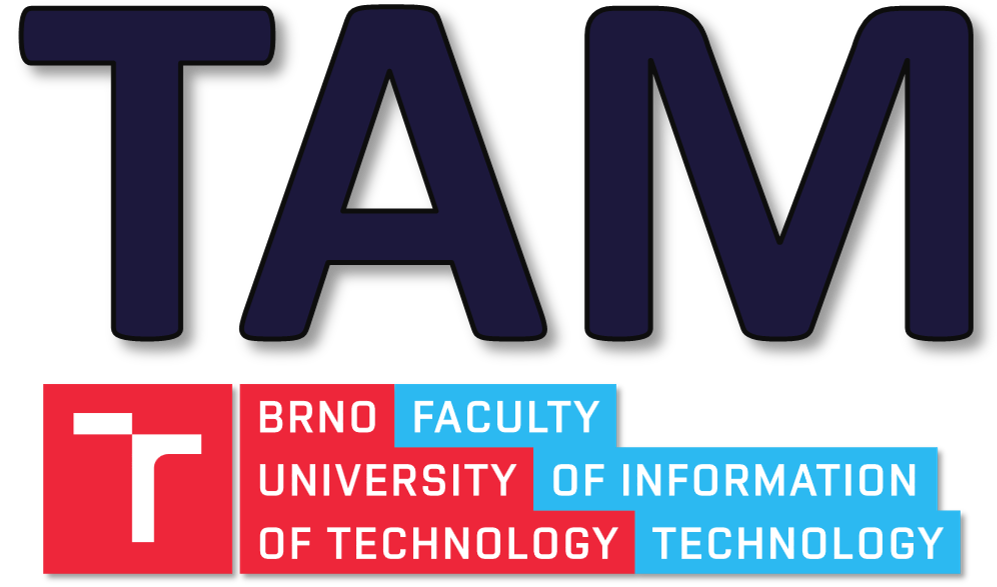 TAM
BRNO FACULTY
UNIVERSITY OF INFORMATION
OF TECHNOLOGY TECHNOLOGY